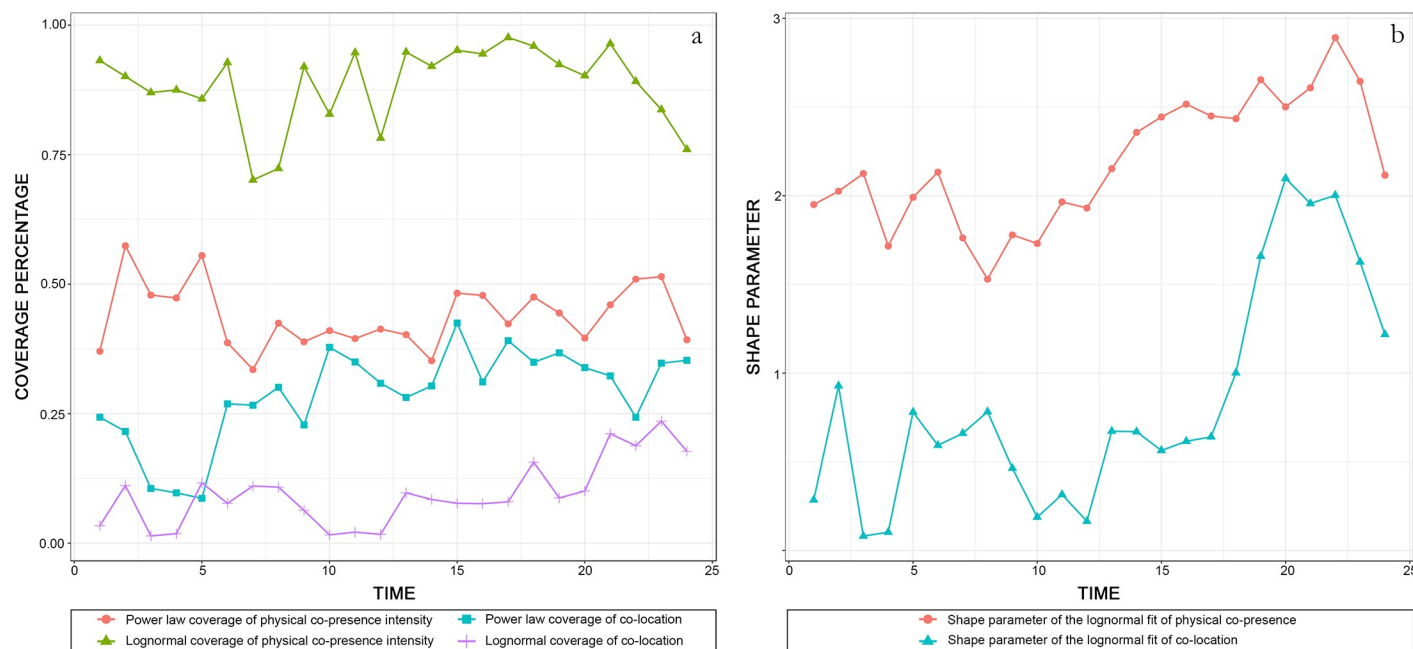 a
1.00
0.75
0.50
0.25
0.00
COVERAGE PERCENTAGE
0 5 10 15 20 25
TIME
Power law coverage of physical co-presence intensity
Power law coverage of co-location
Lognormal coverage of physical co-presence intensity
Lognormal coverage of co-location
b
3
2
1
SHAPE PARAMETER
0 5 10 15 20 25
TIME
Shape parameter of the lognormal fit of physical co-presence
Shape parameter of the lognormal fit of co-location